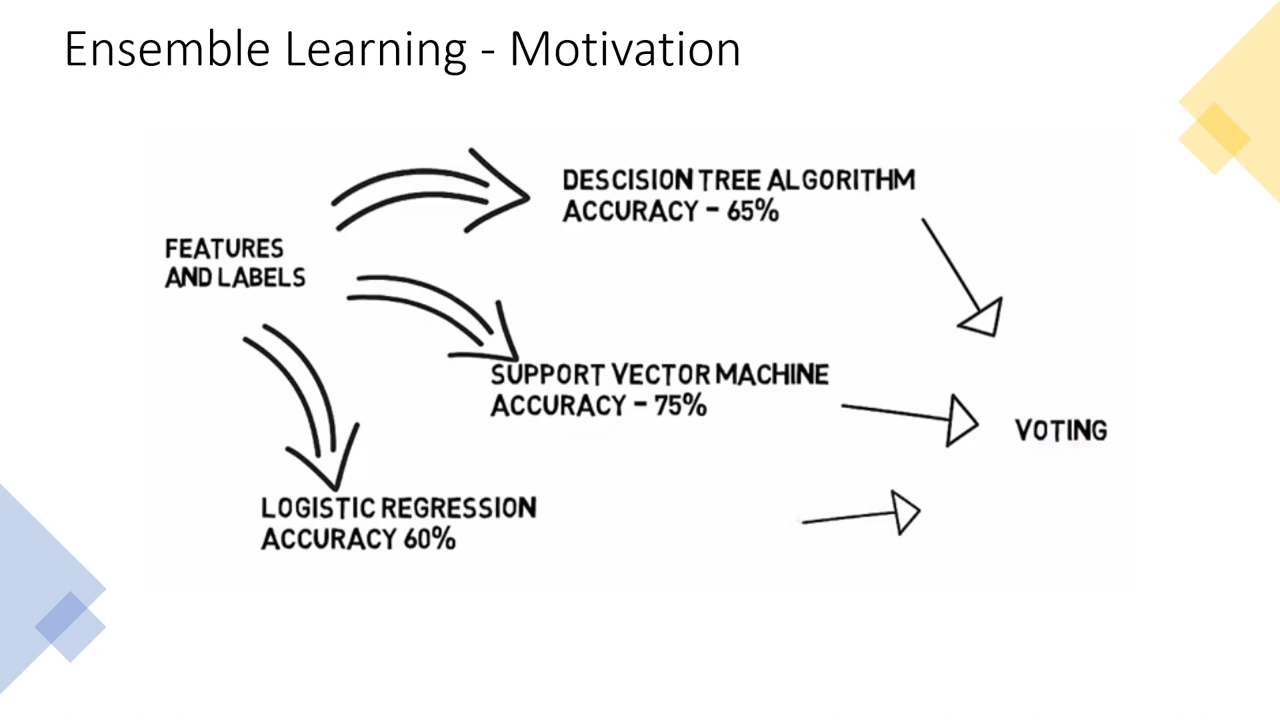 Ensemble Learning - Motivation
FEATURES
AND LABELS
DESCISION TREE ALGORITHM
ACCURACY - 65%
SUPPORT VECTOR MACHINE
ACCURACY - 75%
LOGISTIC REGRESSION
ACCURACY 60%
VOTING